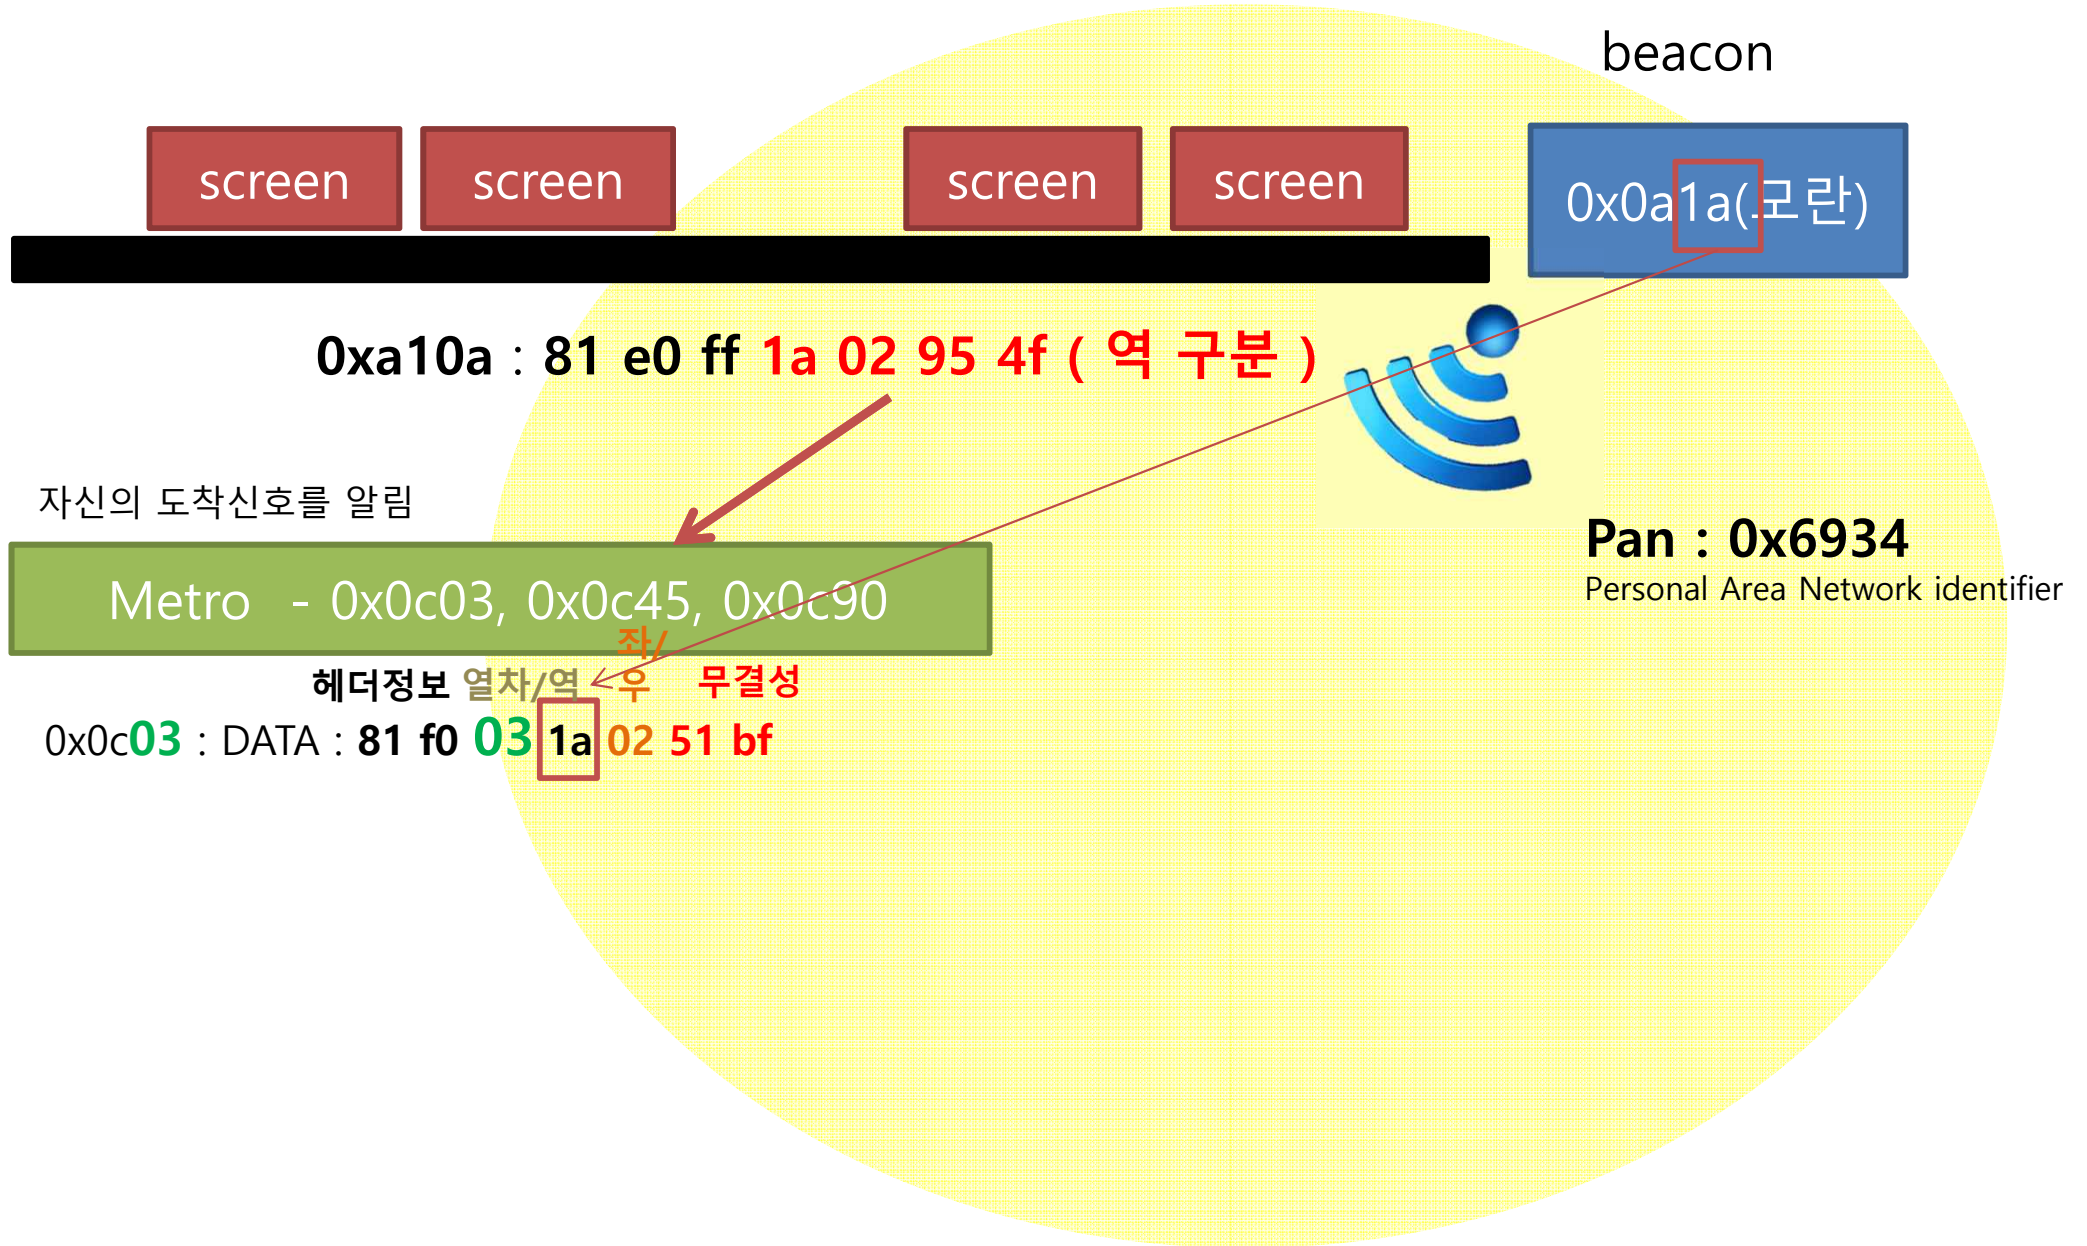 beacon
screen screen screen screen
0x0a1a(모란)
0xa10a : 81 e0 ff 1a 02 95 4f ( 역 구분 )
자신의 도착신호를 알림
Pan : 0x6934
Personal Area Network identifier
Metro - 0x0c03, 0x0c45, 0x0c90
헤더정보 열차/역 좌/우 무결성
0x0c03 : DATA : 81 f0 03 1a 02 51 bf